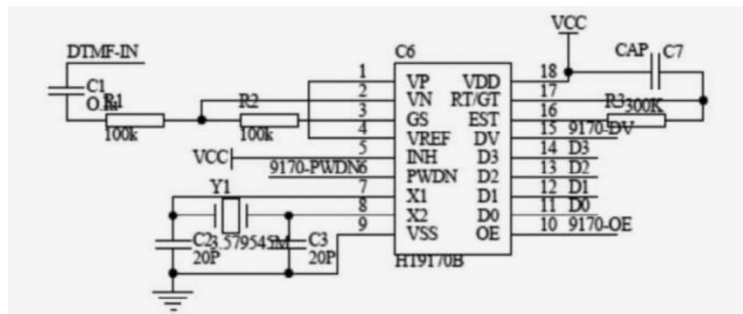 VCC
DTMF-IN
C6
CAP C7
C1
R1
100k
R2
100k
1 VP VDD 18
2 VN RT/GT 17
3 GS EST 16
R3 300K
4 VREF DV 15 9170-DV
VCC 5 INH D3 14 D3
9170-PWDN 6 PWDN D2 13 D2
7 X1 D1 12 D1
8 X2 D0 11 D0
9 VSS OE 10 9170-OE
Y1
C2 3.579545M C3
20P 20P
HT9170B